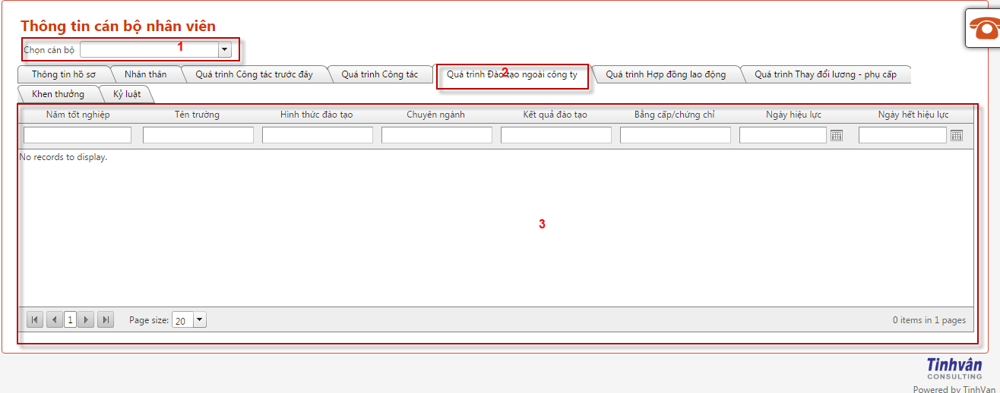 Thông tin cán bộ nhân viên
Chọn cán bộ 1
Thông tin hồ sơ Nhân thân Quá trình Công tác trước đây Quá trình Công tác Quá trình Đào tạo ngoài công ty 2 Quá trình Hợp đồng lao động Quá trình Thay đổi lương - phụ cấp
Khen thưởng Kỷ luật
Năm tốt nghiệp Tên trường Hình thức đào tạo Chuyên ngành Kết quả đào tạo Bằng cấp/chứng chỉ Ngày hiệu lực Ngày hết hiệu lực
No records to display.
3
1 Page size: 20 0 items in 1 pages
Tinhvân
CONSULTING
Powered by TinhVan